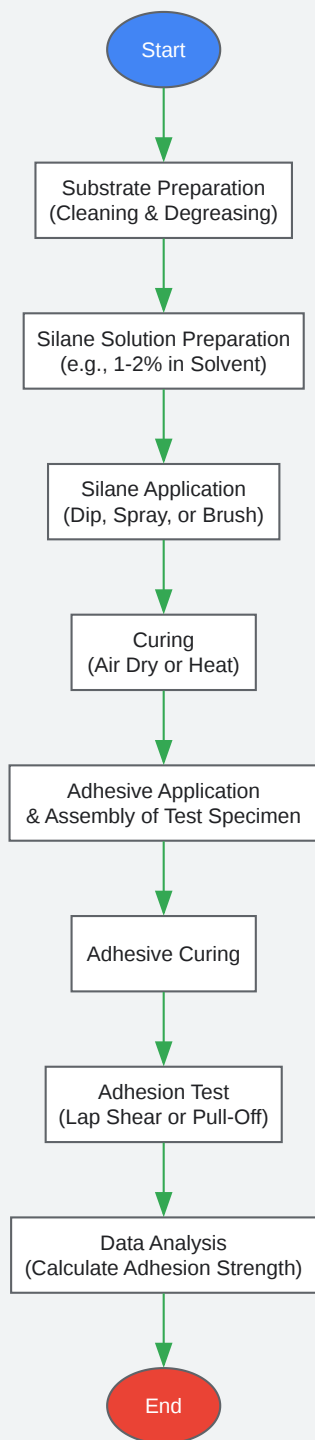 Start
Substrate Preparation
(Cleaning & Degreasing)
Silane Solution Preparation
(e.g., 1-2% in Solvent)
Silane Application
(Dip, Spray, or Brush)
Curing
(Air Dry or Heat)
Adhesive Application
& Assembly of Test Specimen
Adhesive Curing
Adhesion Test
(Lap Shear or Pull-Off)
Data Analysis
(Calculate Adhesion Strength)
End